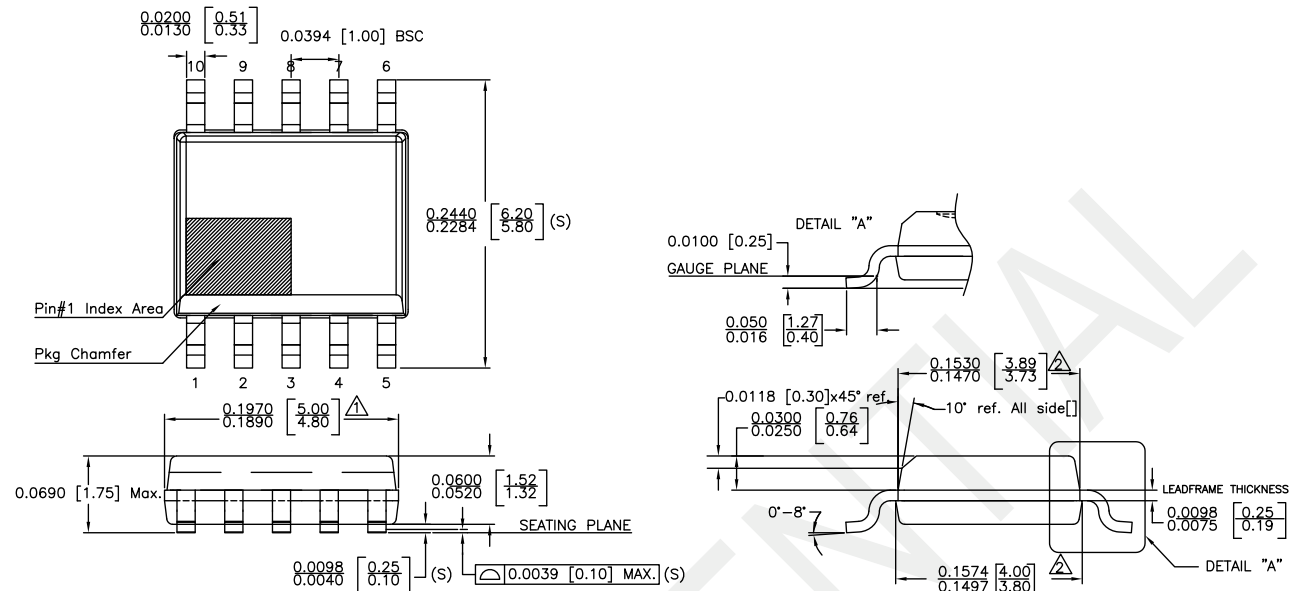 0.0200 [0.51]
0.0130 [0.33]
0.0394 [1.00] BSC
10 9 8 7 6
0.2440 [6.20] (S)
0.2284 [5.80]
Pin#1 Index Area
Pkg Chamfer
1 2 3 4 5
DETAIL "A"
0.0100 [0.25]
GAUGE PLANE
0.050 [1.27]
0.016 [0.40]
0.1970 [5.00] 1
0.1890 [4.80]
0.0690 [1.75] Max.
0.0600 [1.52]
0.0520 [1.32]
SEATING PLANE
0.0098 [0.25] (S)
0.0040 [0.10]
0.0039 [0.10] MAX. (S)
0.1530 [3.89] 2
0.1470 [3.73]
0.0118 [0.30]x45° ref.
10° ref. All side[]
0.0300 [0.76]
0.0250 [0.64]
0°-8°
LEADFRAME THICKNESS
0.0098 [0.25]
0.0075 [0.19]
DETAIL "A"
0.1574 [4.00] 2
0.1497 [3.80]
ENTIAL